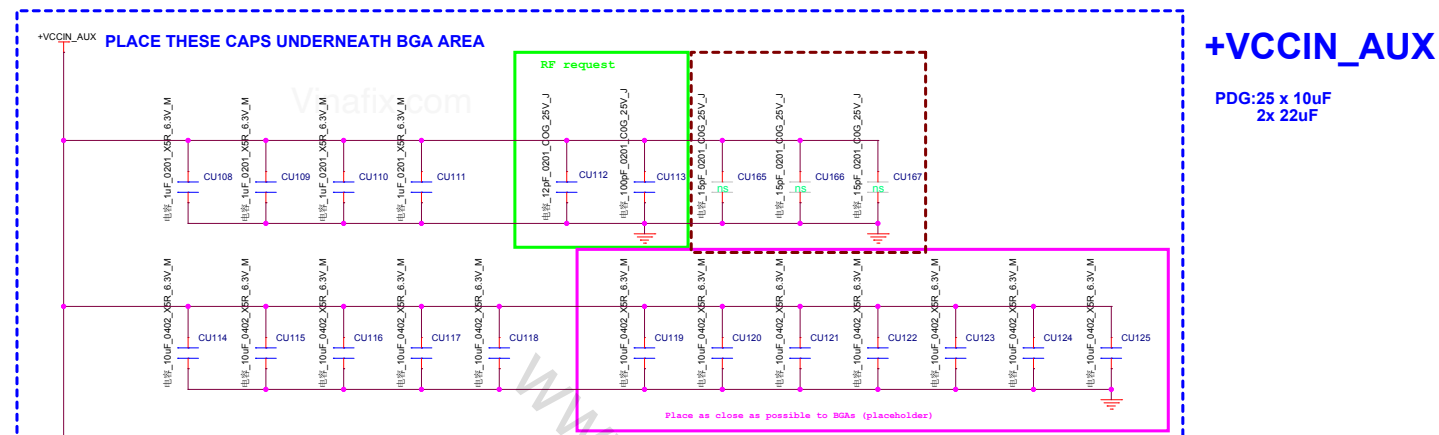 +VCCIN_AUX
PLACE THESE CAPS UNDERNEATH BGA AREA
+VCCIN_AUX
PDG:25 x 10uF
2x 22uF
RF request
Vinafix.com
电容_1uF_0201_X5R_6.3V_M
CU108
电容_1uF_0201_X5R_6.3V_M
CU109
电容_1uF_0201_X5R_6.3V_M
CU110
电容_1uF_0201_X5R_6.3V_M
CU111
电容_12pF_0201_COG_25V_J
CU112
电容_100pF_0201_C0G_25V_J
CU113
电容_15pF_0201_C0G_25V_J
ns
CU165
电容_15pF_0201_C0G_25V_J
ns
CU166
电容_15pF_0201_C0G_25V_J
ns
CU167
电容_10uF_0402_X5R_6.3V_M
CU114
电容_10uF_0402_X5R_6.3V_M
CU115
电容_10uF_0402_X5R_6.3V_M
CU116
电容_10uF_0402_X5R_6.3V_M
CU117
电容_10uF_0402_X5R_6.3V_M
CU118
电容_10uF_0402_X5R_6.3V_M
CU119
电容_10uF_0402_X5R_6.3V_M
CU120
电容_10uF_0402_X5R_6.3V_M
CU121
电容_10uF_0402_X5R_6.3V_M
CU122
电容_10uF_0402_X5R_6.3V_M
CU123
电容_10uF_0402_X5R_6.3V_M
CU124
电容_10uF_0402_X5R_6.3V_M
CU125
Place as close as possible to BGAs (placeholder)